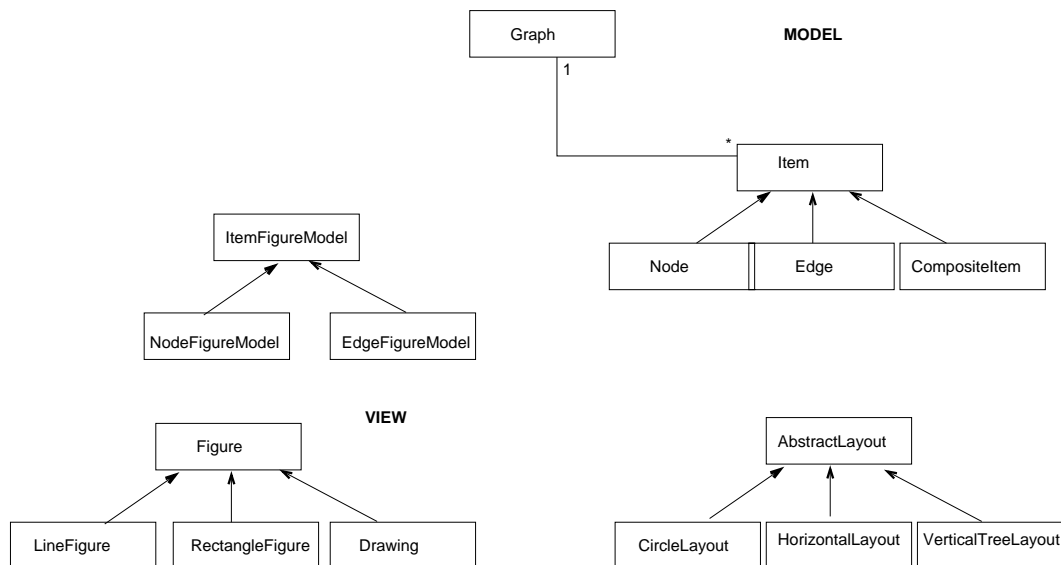 Graph
MODEL
1
*
Item
ItemFigureModel
Node
Edge
CompositeItem
NodeFigureModel
EdgeFigureModel
VIEW
Figure
AbstractLayout
LineFigure
RectangleFigure
Drawing
CircleLayout
HorizontalLayout
VerticalTreeLayout